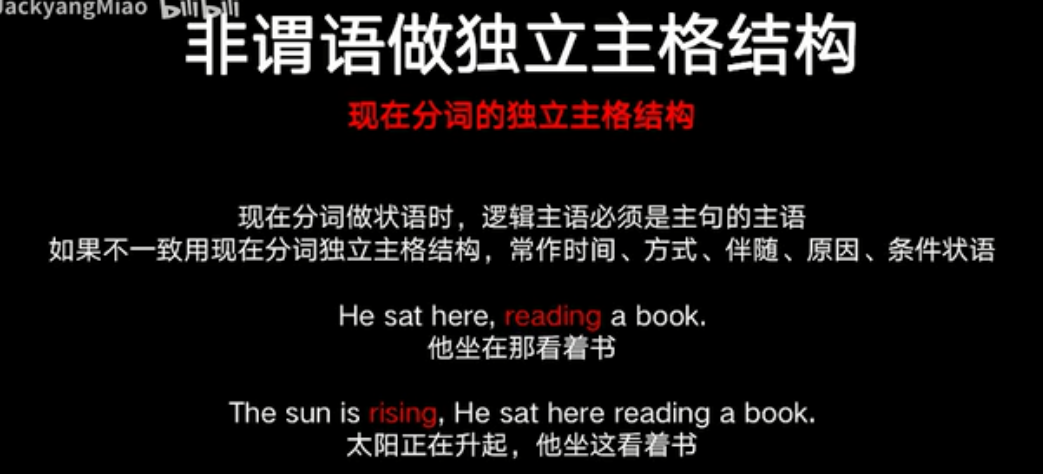 JackyangMiao bilibili
非谓语做独立主格结构
现在分词的独立主格结构
现在分词做状语时，逻辑主语必须是主句的主语
如果不一致用现在分词独立主格结构，常作时间、方式、伴随、原因、条件状语
He sat here, reading a book.
他坐在那看着书
The sun is rising, He sat here reading a book.
太阳正在升起，他坐这看着书